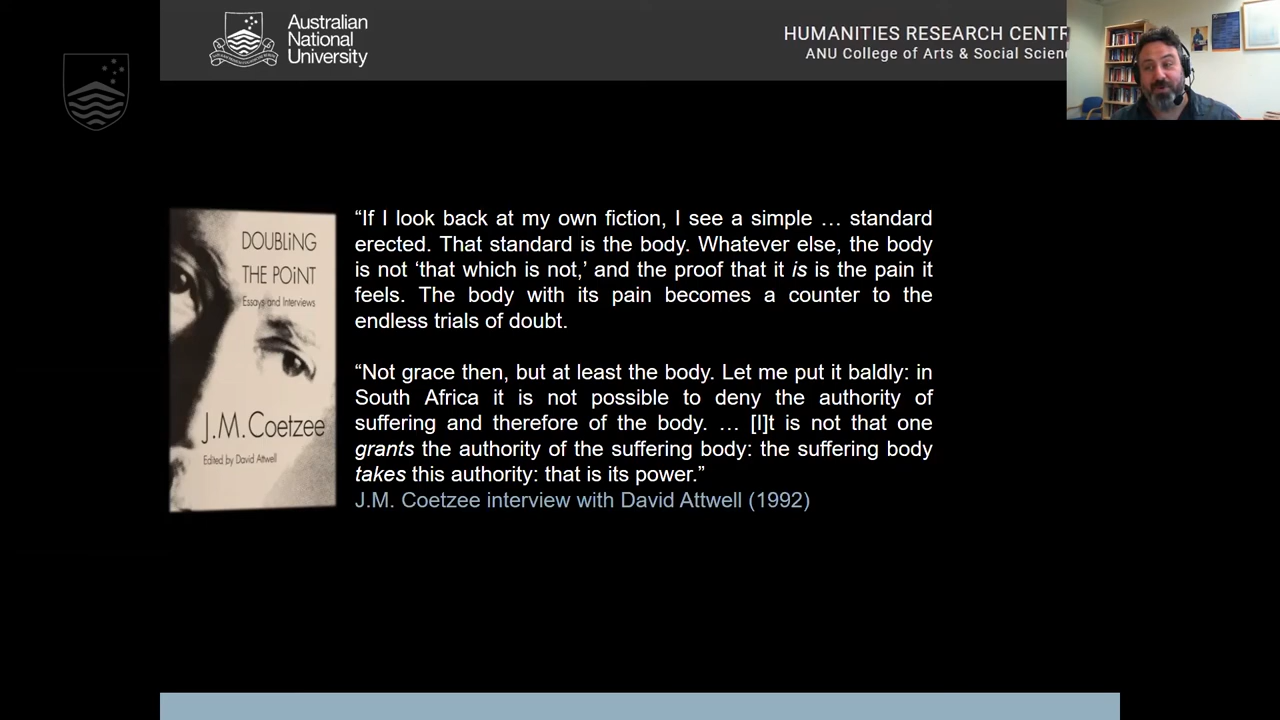 Australian
National
University
HUMANITIES RESEARCH CENTR
ANU College of Arts & Social Scienc
DOUBLiNG
THE POiNT
Essays and Interviews
J.M.Coetzee
Edited by David Attwell
“If I look back at my own fiction, I see a simple … standard
erected. That standard is the body. Whatever else, the body
is not ‘that which is not,’ and the proof that it is is the pain it
feels. The body with its pain becomes a counter to the
endless trials of doubt.
“Not grace then, but at least the body. Let me put it baldly: in
South Africa it is not possible to deny the authority of
suffering and therefore of the body. … [I]t is not that one
grants the authority of the suffering body: the suffering body
takes this authority: that is its power.”
J.M. Coetzee interview with David Attwell (1992)